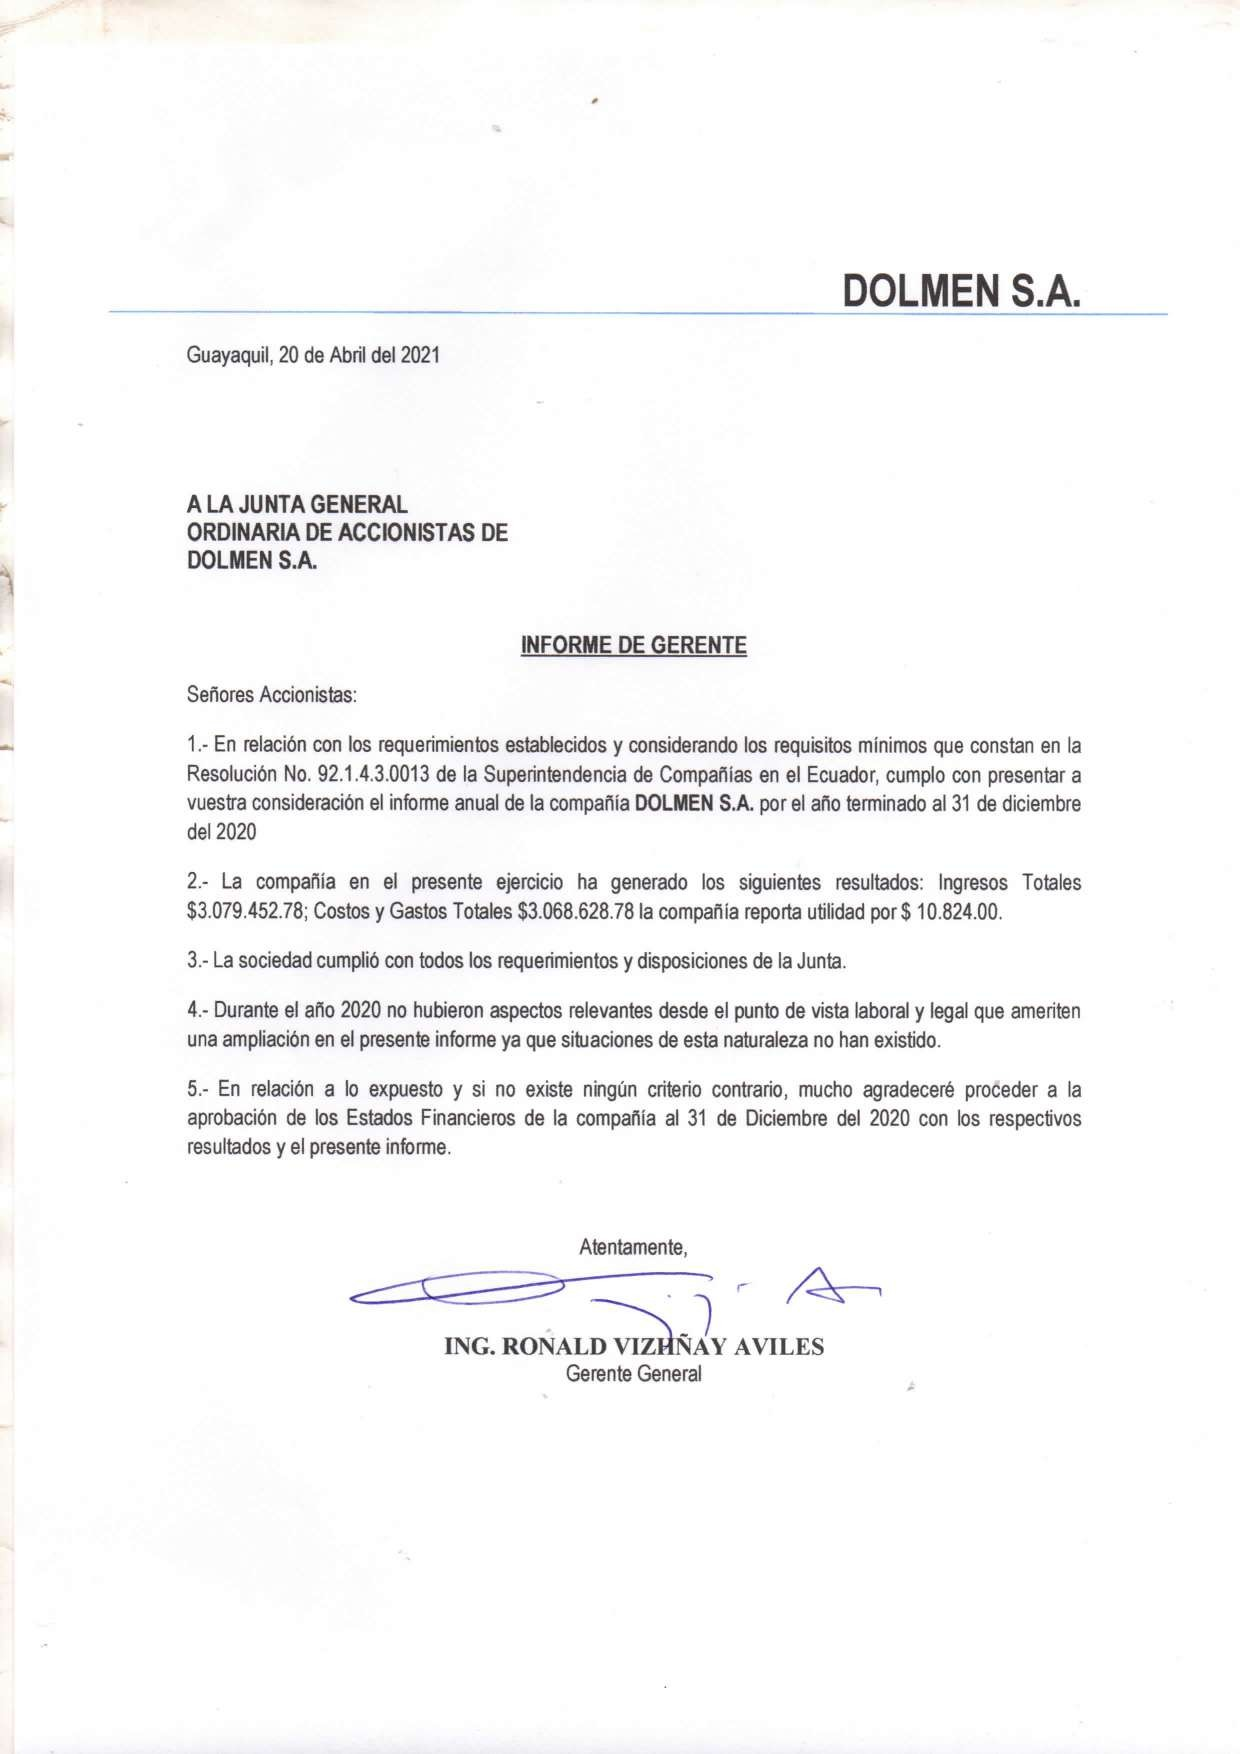 DOLMEN S.A.
Guayaquil, 20 de Abril del 2021
A LA JUNTA GENERAL
ORDINARIA DE ACCIONISTAS DE
DOLMEN S.A.
INFORME DE GERENTE
Señores Accionistas:
1.- En relación con los requerimientos establecidos y considerando los requisitos mínimos que constan en la
Resolución No. 92.1.4.3.0013 de la Superintendencia de Compañías en el Ecuador, cumplo con presentar a
vuestra consideración el informe anual de la compañía DOLMEN S.A. por el año terminado al 31 de diciembre
del 2020
2.- La compañía en el presente ejercicio ha generado los siguientes resultados: Ingresos Totales
$3.079.452.78; Costos y Gastos Totales $3.068.628.78 la compañía reporta utilidad por $ 10.824.00.
3.- La sociedad cumplió con todos los requerimientos y disposiciones de la Junta.
4.- Durante el año 2020 no hubieron aspectos relevantes desde el punto de vista laboral y legal que ameriten
una ampliación en el presente informe ya que situaciones de esta naturaleza no han existido.
5.- En relación a lo expuesto y si no existe ningún criterio contrario, mucho agradeceré proceder a la
aprobación de los Estados Financieros de la compañía al 31 de Diciembre del 2020 con los respectivos
resultados y el presente informe.
Atentamente,
ING. RONALD VIZHÑAY AVILES
Gerente General